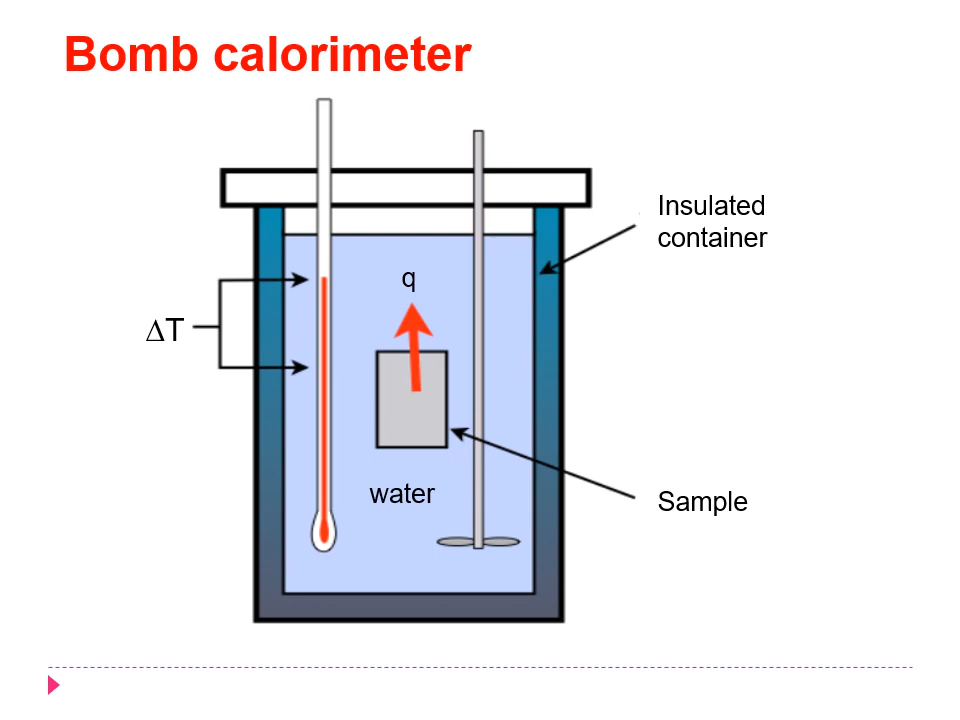 Bomb calorimeter
Insulated
container
q
ΔT
water
Sample